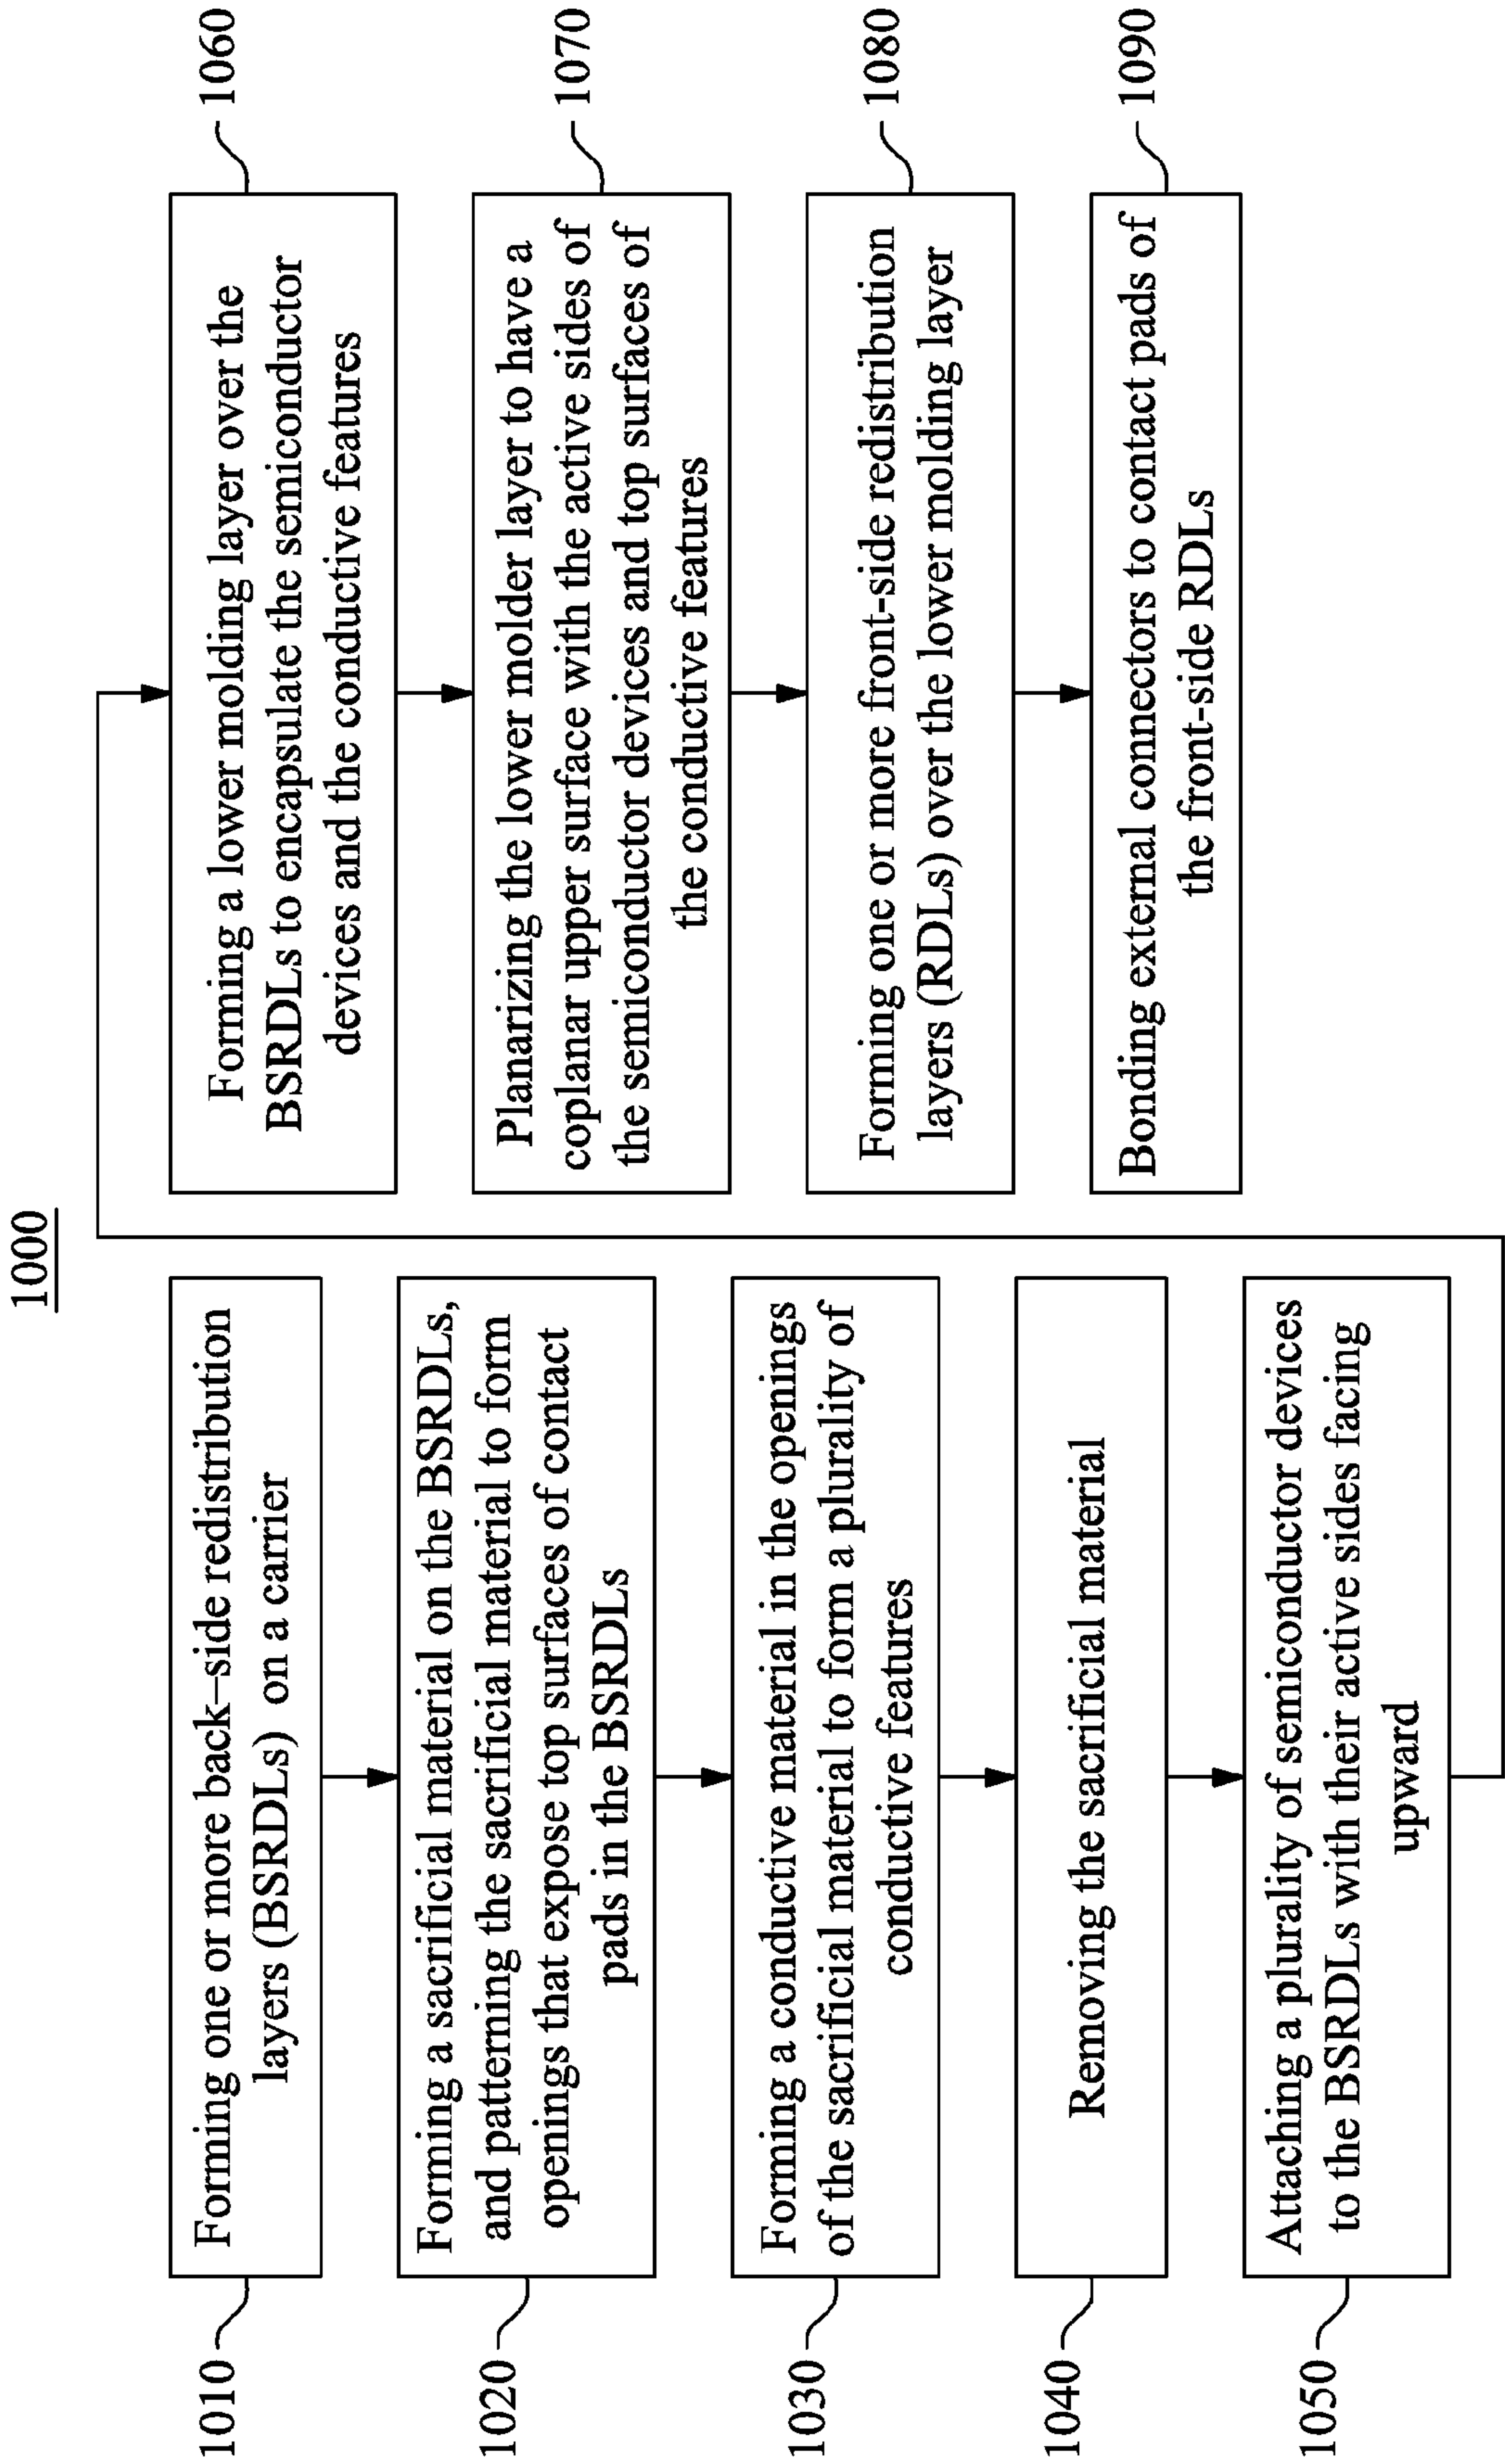 1000
1010
Forming one or more back–side redistribution
layers (BSRDLs) on a carrier
1020
Forming a sacrificial material on the BSRDLs,
and patterning the sacrificial material to form
openings that expose top surfaces of contact
pads in the BSRDLs
1030
Forming a conductive material in the openings
of the sacrificial material to form a plurality of
conductive features
1040
Removing the sacrificial material
1050
Attaching a plurality of semiconductor devices
to the BSRDLs with their active sides facing
upward
1060
Forming a lower molding layer over the
BSRDLs to encapsulate the semiconductor
devices and the conductive features
1070
Planarizing the lower molder layer to have a
coplanar upper surface with the active sides of
the semiconductor devices and top surfaces of
the conductive features
1080
Forming one or more front-side redistribution
layers (RDLs) over the lower molding layer
1090
Bonding external connectors to contact pads of
the front-side RDLs